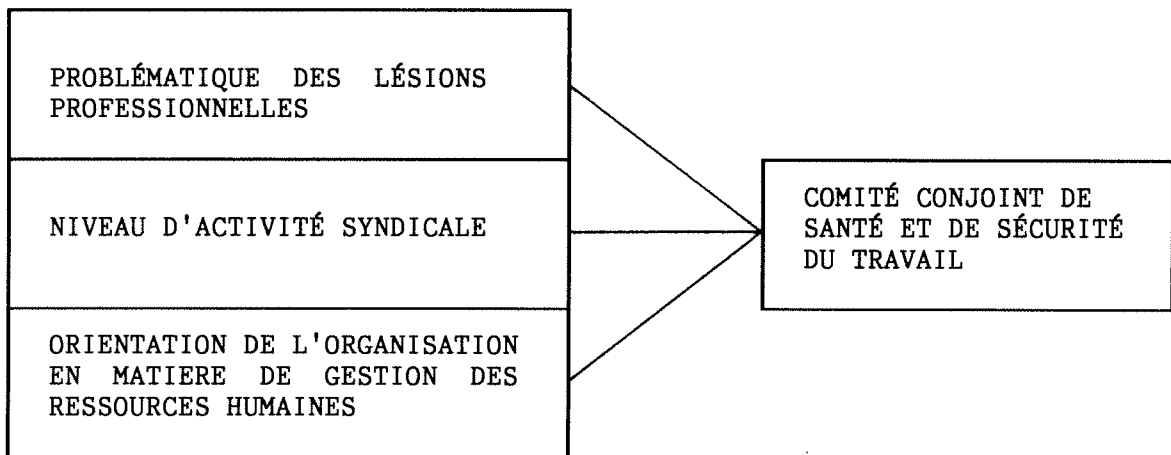 PROBLÉMATIQUE DES LÉSIONS
PROFESSIONNELLES
NIVEAU D'ACTIVITÉ SYNDICALE
ORIENTATION DE L'ORGANISATION
EN MATIERE DE GESTION DES
RESSOURCES HUMAINES
COMITÉ CONJOINT DE
SANTÉ ET DE SÉCURITÉ
DU TRAVAIL